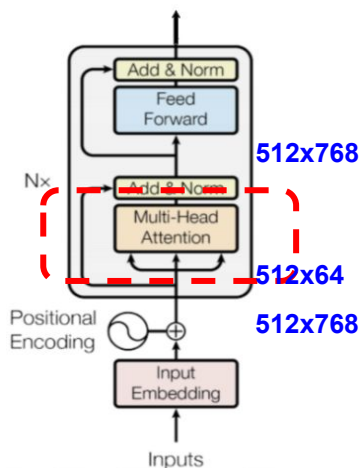 Add & Norm
Feed
Forward
512x768
Nx
Add & Norm
Multi-Head
Attention
512x64
Positional
Encoding
512x768
Input
Embedding
Inputs